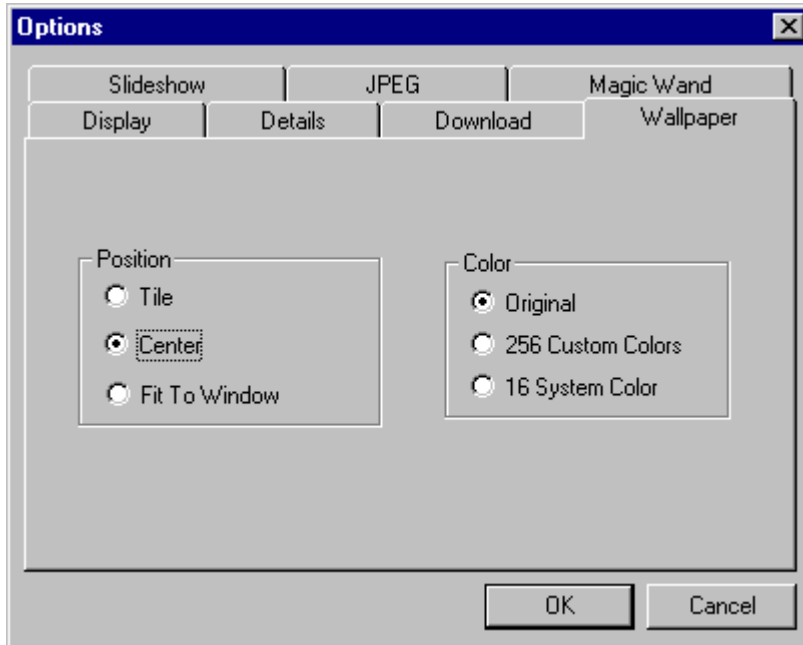 Options
Slideshow JPEG Magic Wand
Display Details Download Wallpaper
Position
Tile
Center
Fit To Window
Color
Original
256 Custom Colors
16 System Color
OK Cancel